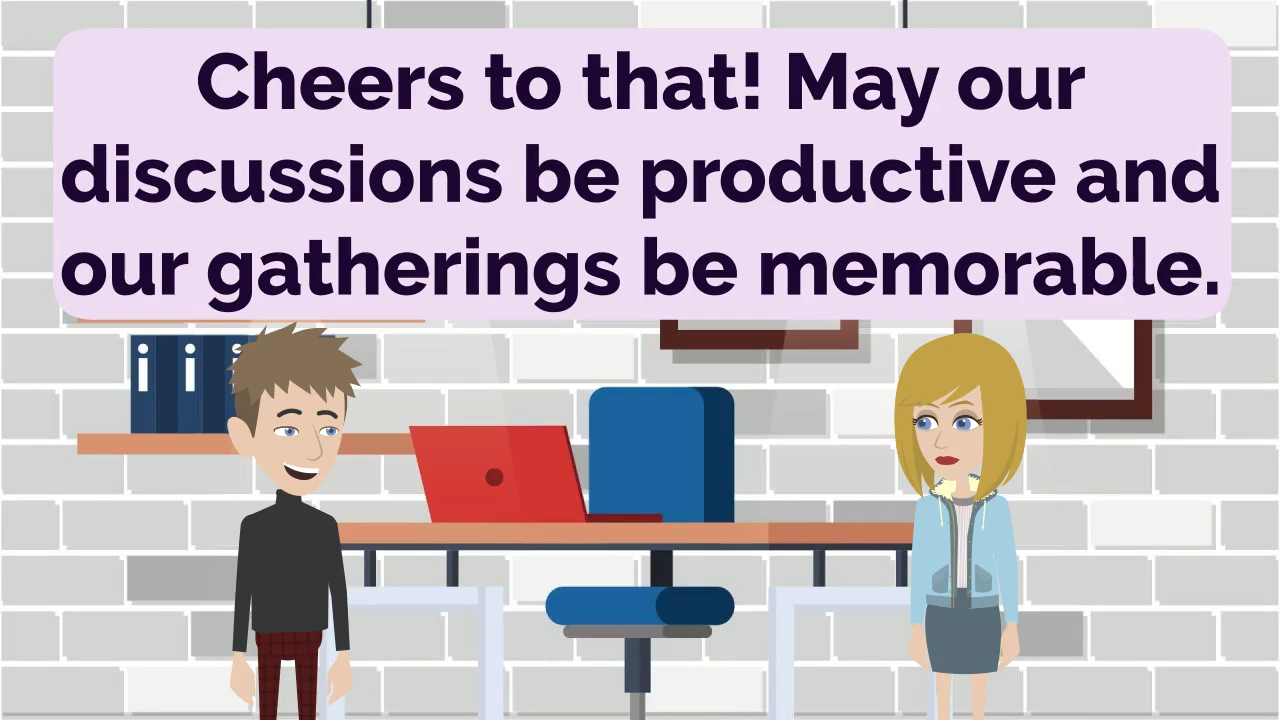 Cheers to that! May our
discussions be productive and
our gatherings be memorable.